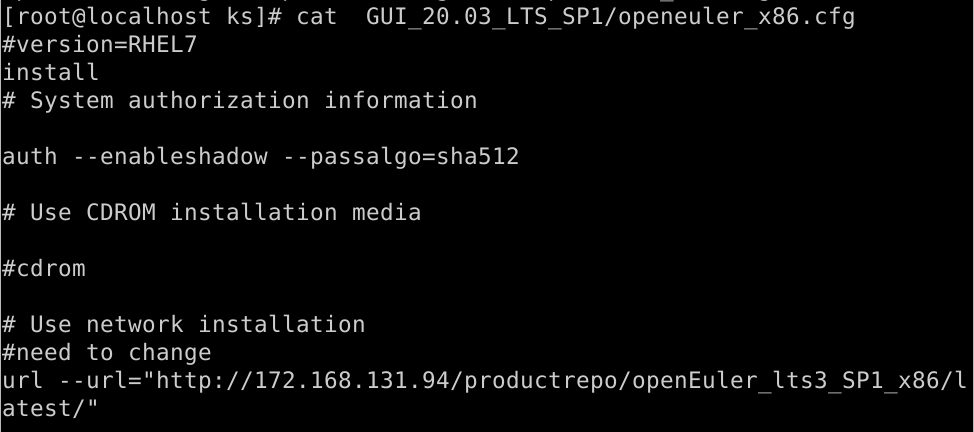 [root@localhost ks]# cat  GUI_20.03_LTS_SP1/openeuler_x86.cfg
#version=RHEL7
install
# System authorization information
auth --enableshadow --passalgo=sha512
# Use CDROM installation media
#cdrom
# Use network installation
#need to change
url --url="http://172.168.131.94/productrepo/openEuler_lts3_SP1_x86/l
atest/"